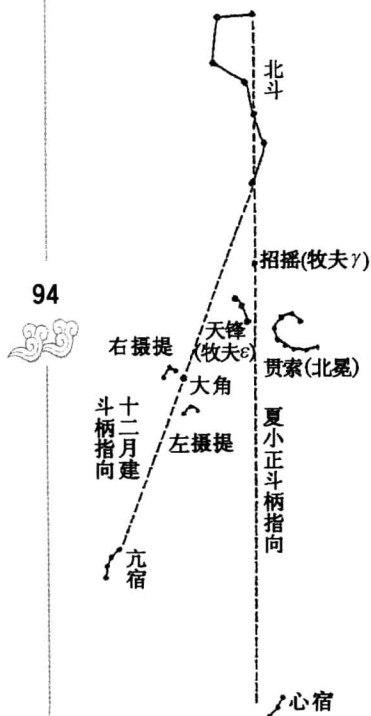 北斗
招摇(牧夫γ)
94
天锋
(牧夫ε)
贯索(北冕)
右摄提
大角
左摄提
十二月建
斗柄指向
夏小正斗柄指向
亢宿
心宿